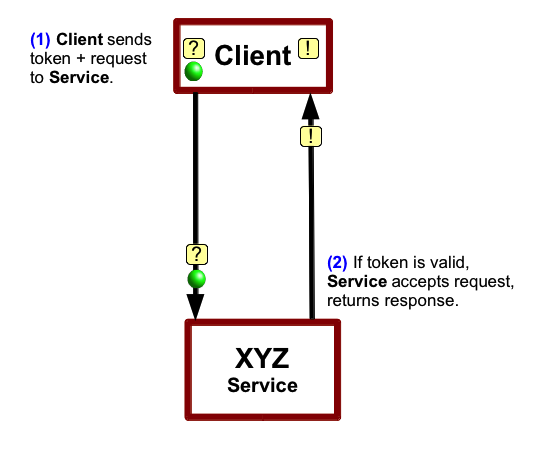 (1) Client sends
token + request
to Service.
? Client !
!
?
(2) If token is valid,
Service accepts request,
returns response.
XYZ
Service